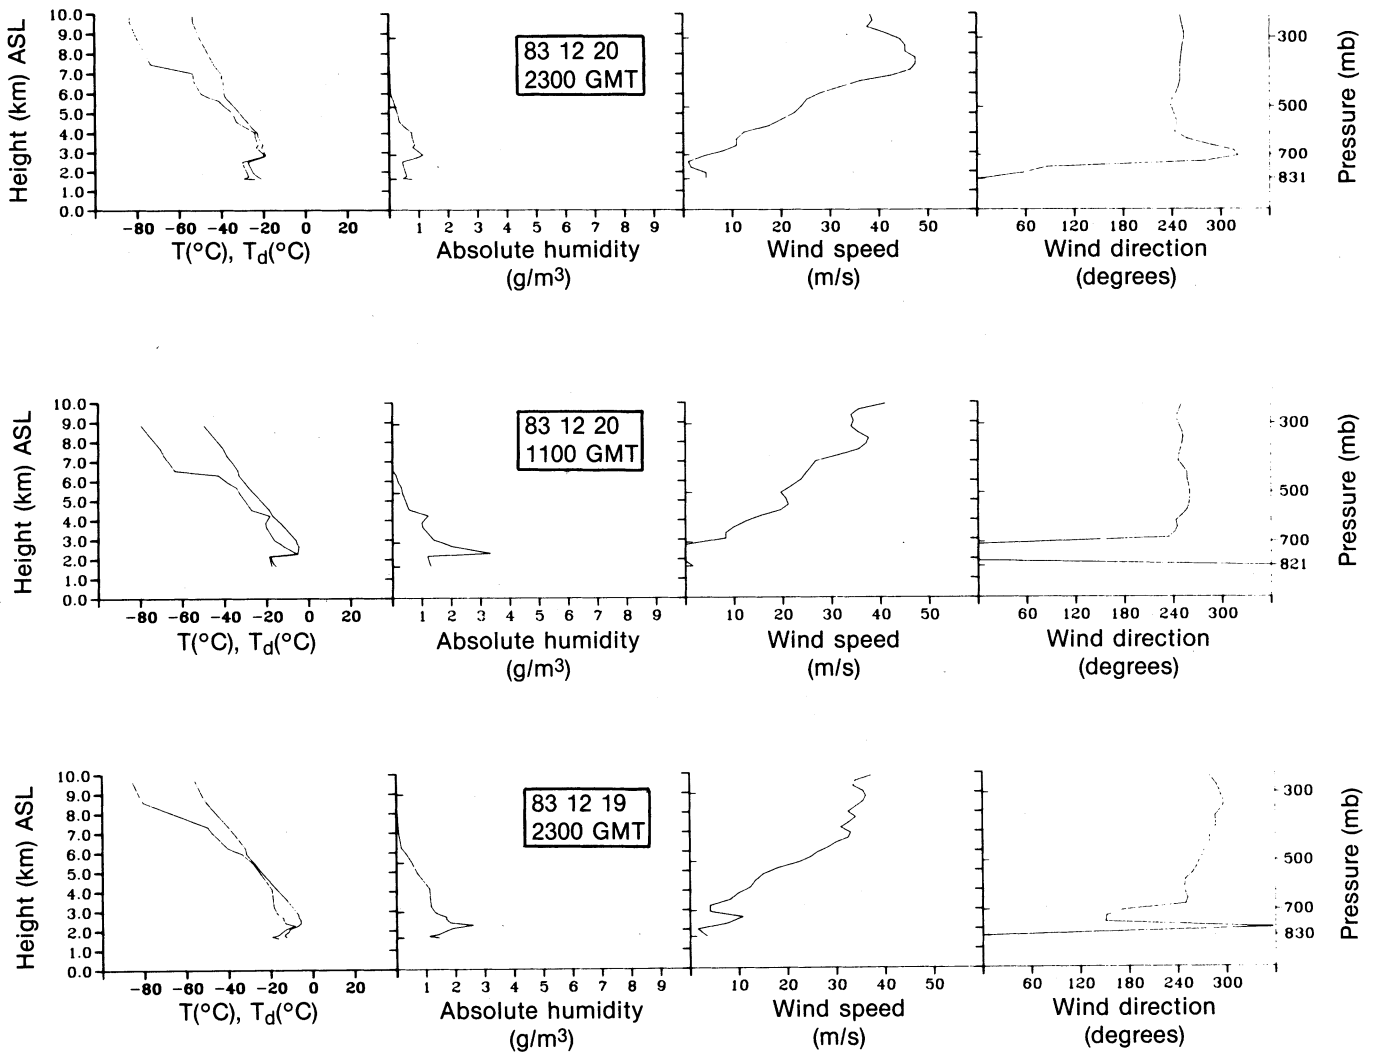 Height (km) ASL
10.0
9.0
8.0
7.0
6.0
5.0
4.0
3.0
2.0
1.0
0.0
-80 -60 -40 -20 0 20
T(°C), Td(°C)
83 12 20
2300 GMT
1 2 3 4 5 6 7 8 9
Absolute humidity
(g/m3)
10 20 30 40 50
Wind speed
(m/s)
60 120 180 240 300
Wind direction
(degrees)
300
500
700
831
Pressure (mb)
Height (km) ASL
10.0
9.0
8.0
7.0
6.0
5.0
4.0
3.0
2.0
1.0
0.0
-80 -60 -40 -20 0 20
T(°C), Td(°C)
83 12 20
1100 GMT
1 2 3 4 5 6 7 8 9
Absolute humidity
(g/m3)
10 20 30 40 50
Wind speed
(m/s)
60 120 180 240 300
Wind direction
(degrees)
300
500
700
821
Pressure (mb)
Height (km) ASL
10.0
9.0
8.0
7.0
6.0
5.0
4.0
3.0
2.0
1.0
0.0
-80 -60 -40 -20 0 20
T(°C), Td(°C)
83 12 19
2300 GMT
1 2 3 4 5 6 7 8 9
Absolute humidity
(g/m3)
10 20 30 40 50
Wind speed
(m/s)
60 120 180 240 300
Wind direction
(degrees)
300
500
700
830
Pressure (mb)